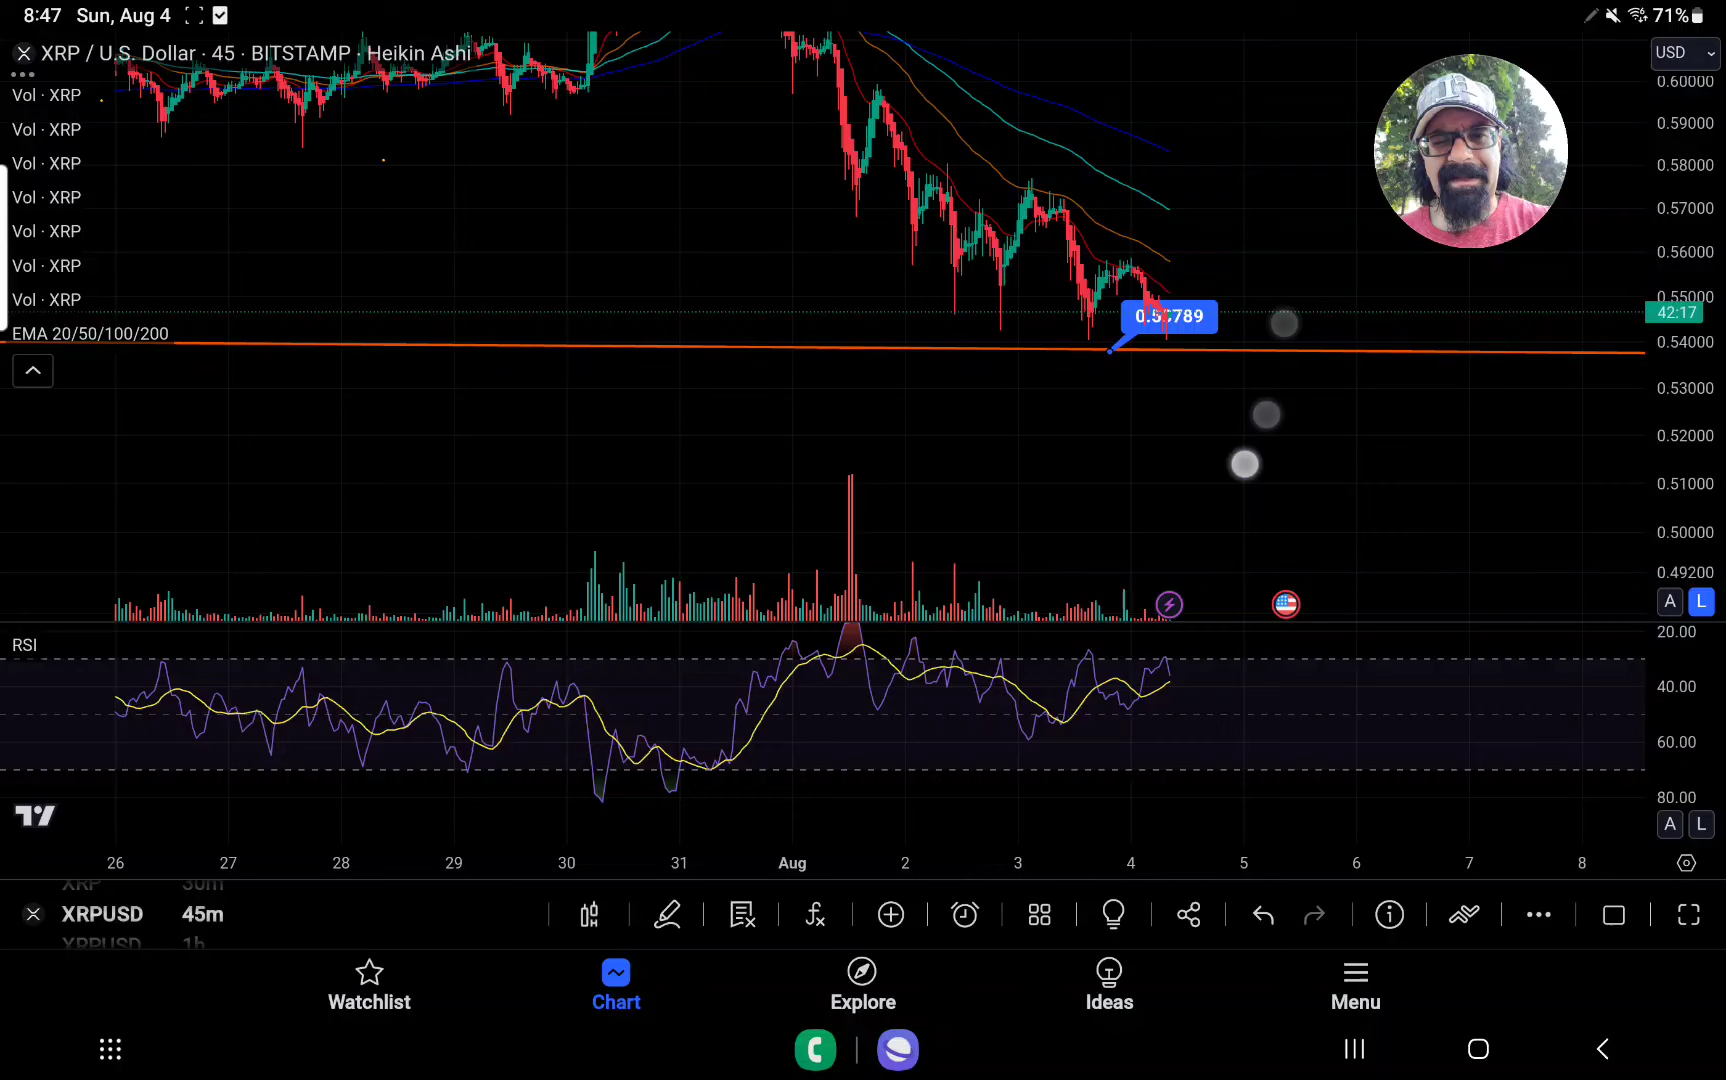 8:47 Sun, Aug 4
71%
XRP / U.S. Dollar · 45 · BITSTAMP · Heikin Ashi
USD
Vol · XRP
Vol · XRP
Vol · XRP
Vol · XRP
Vol · XRP
Vol · XRP
Vol · XRP
EMA 20/50/100/200
0.60000
0.59000
0.58000
0.57000
0.56000
0.55000
42:17
0.54000
0.53000
0.52000
0.51000
0.50000
0.49200
A L
RSI
20.00
40.00
60.00
80.00
A L
26 27 28 29 30 31 Aug 2 3 4 5 6 7 8
XRP 30m
XRPUSD 45m
XRPUSD 1h
Watchlist
Chart
Explore
Ideas
Menu